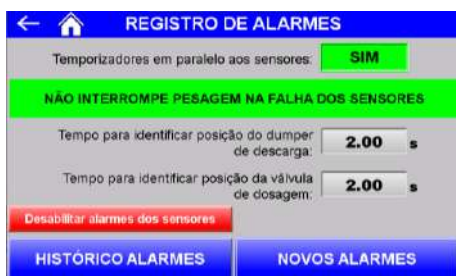 REGISTRO DE ALARMES
Temporizadores em paralelo aos sensores: SIM
NÃO INTERROMPE PESAGEM NA FALHA DOS SENSORES
Tempo para identificar posição do dumper
de descarga: 2.00 s
Tempo para identificar posição da válvula
de dosagem: 2.00 s
Desabilitar alarmes dos sensores
HISTÓRICO ALARMES NOVOS ALARMES